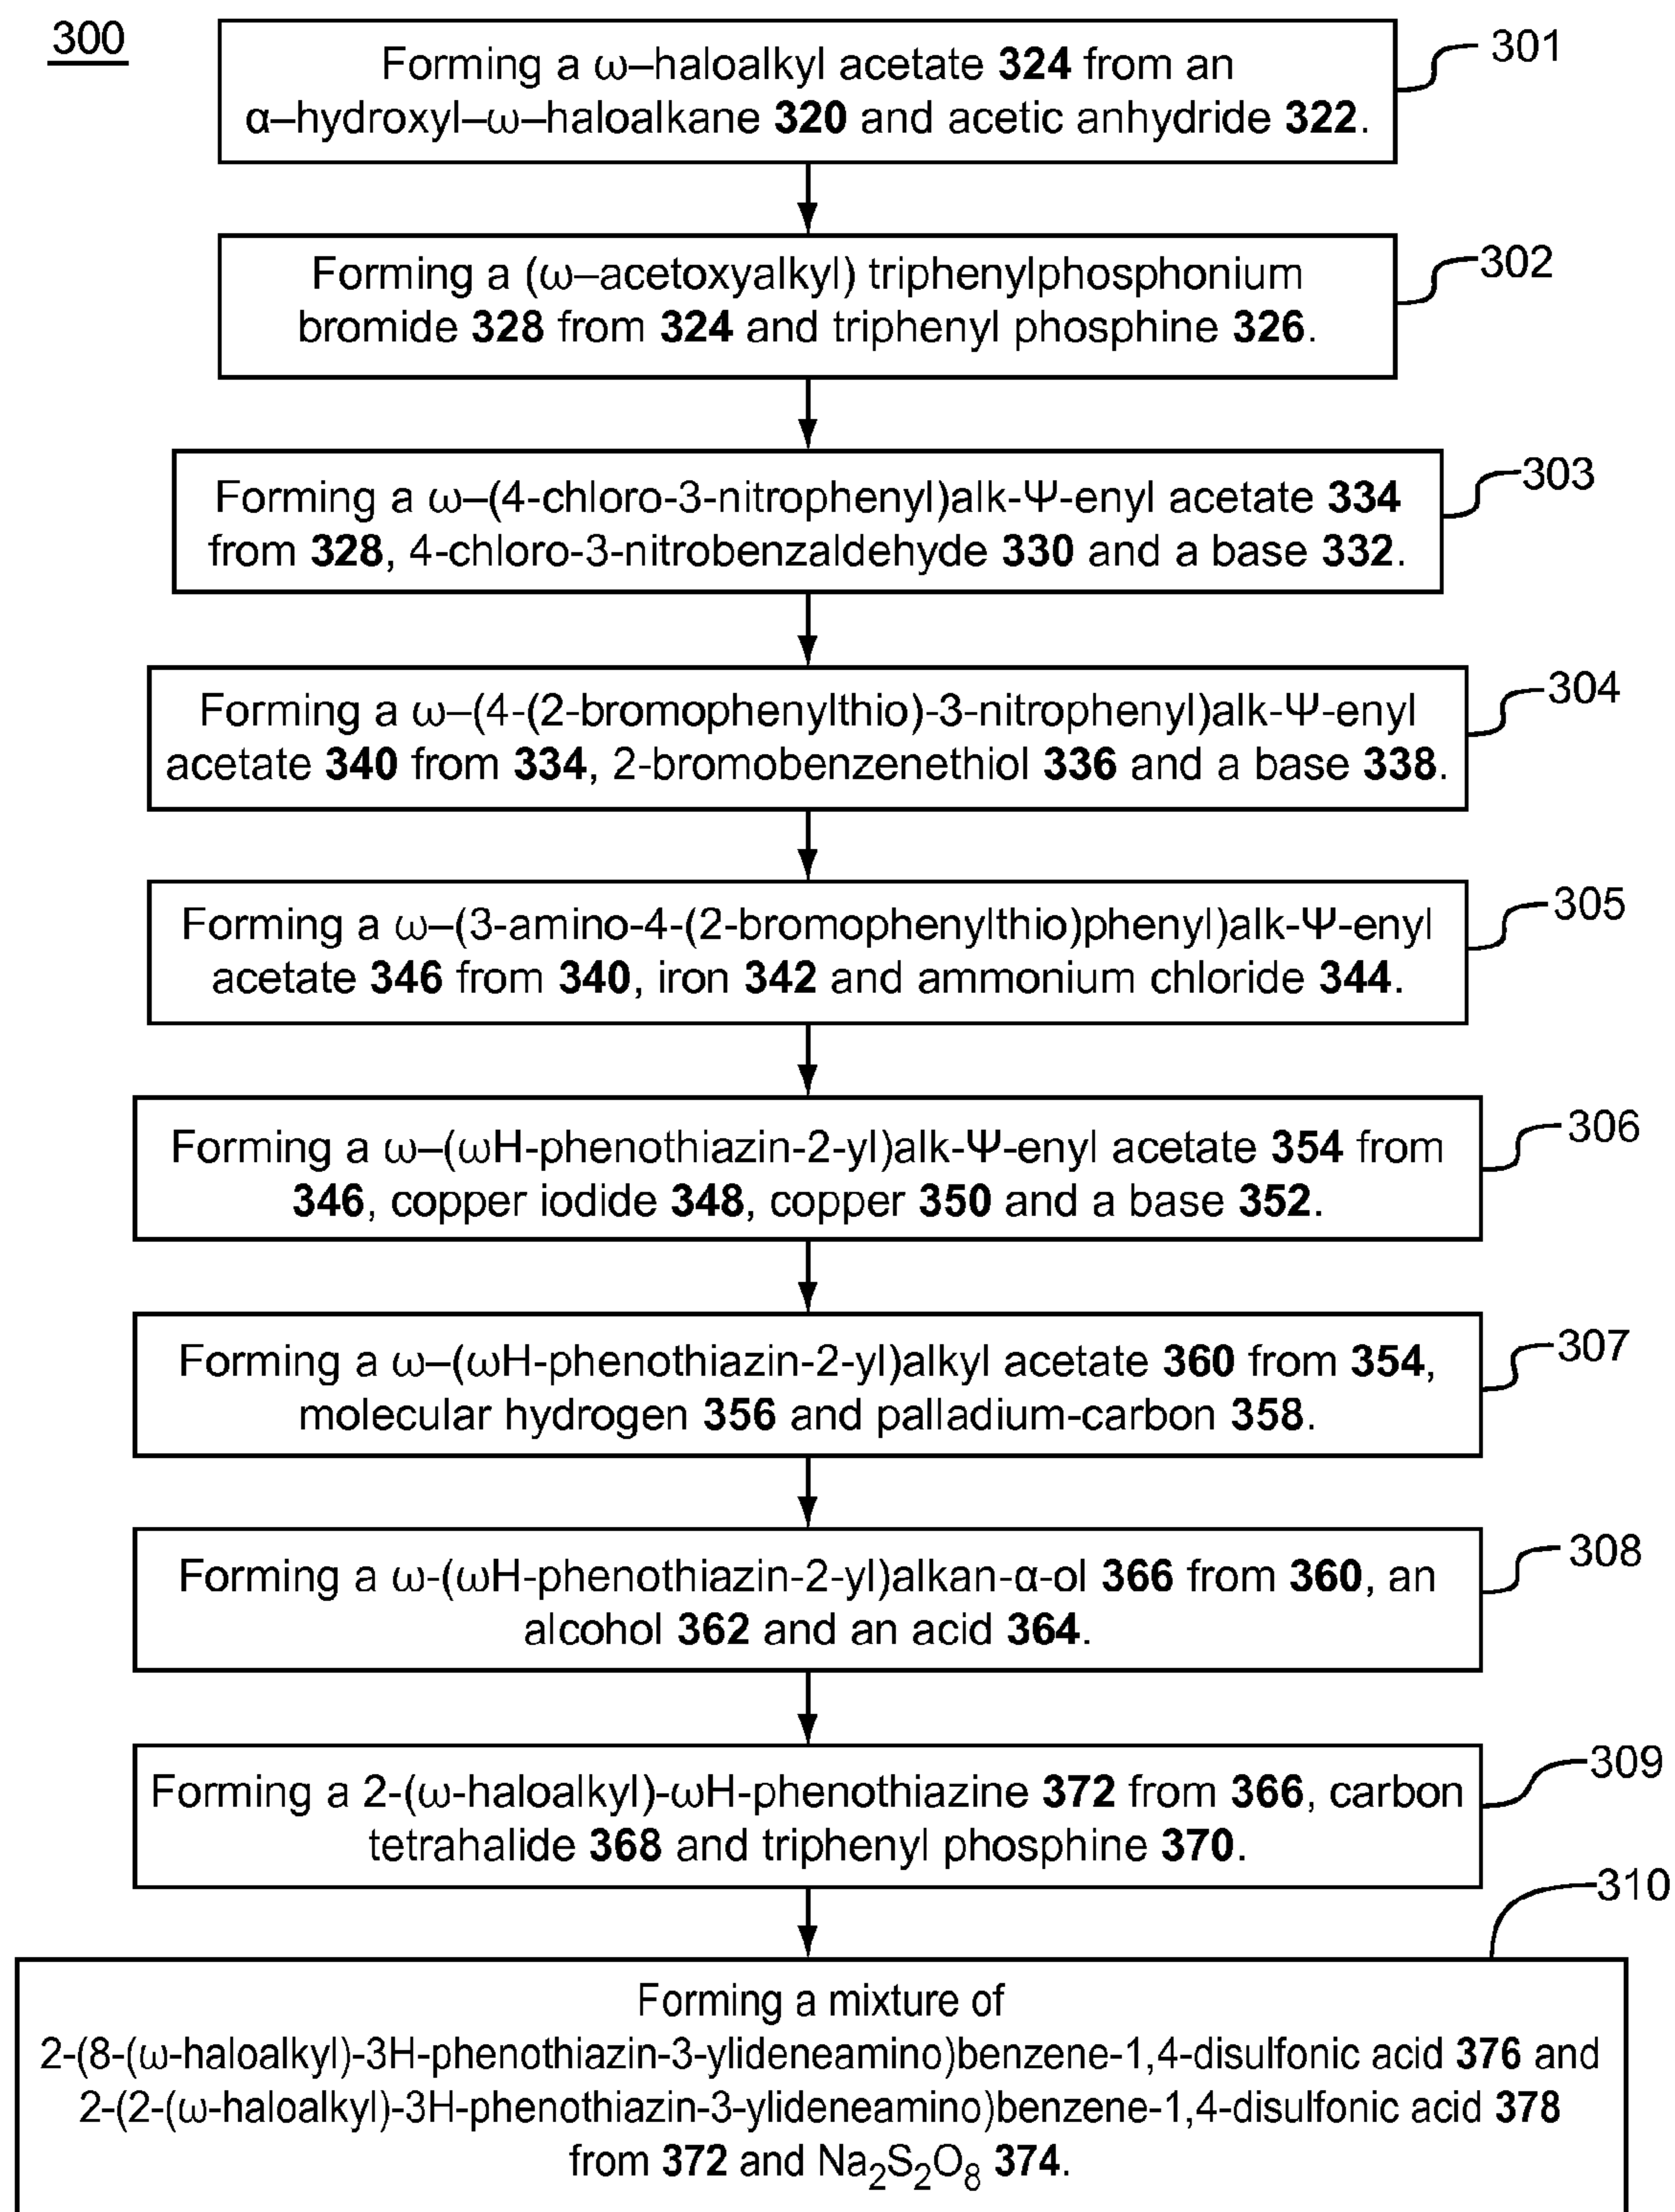 300
Forming a ω–haloalkyl acetate 324 from an
α–hydroxyl–ω–haloalkane 320 and acetic anhydride 322.
301
Forming a (ω–acetoxyalkyl) triphenylphosphonium
bromide 328 from 324 and triphenyl phosphine 326.
302
Forming a ω–(4-chloro-3-nitrophenyl)alk-Ψ-enyl acetate 334
from 328, 4-chloro-3-nitrobenzaldehyde 330 and a base 332.
303
Forming a ω–(4-(2-bromophenylthio)-3-nitrophenyl)alk-Ψ-enyl
acetate 340 from 334, 2-bromobenzenethiol 336 and a base 338.
304
Forming a ω–(3-amino-4-(2-bromophenylthio)phenyl)alk-Ψ-enyl
acetate 346 from 340, iron 342 and ammonium chloride 344.
305
Forming a ω–(ωH-phenothiazin-2-yl)alk-Ψ-enyl acetate 354 from
346, copper iodide 348, copper 350 and a base 352.
306
Forming a ω–(ωH-phenothiazin-2-yl)alkyl acetate 360 from 354,
molecular hydrogen 356 and palladium-carbon 358.
307
Forming a ω-(ωH-phenothiazin-2-yl)alkan-α-ol 366 from 360, an
alcohol 362 and an acid 364.
308
Forming a 2-(ω-haloalkyl)-ωH-phenothiazine 372 from 366, carbon
tetrahalide 368 and triphenyl phosphine 370.
309
310
Forming a mixture of
2-(8-(ω-haloalkyl)-3H-phenothiazin-3-ylideneamino)benzene-1,4-disulfonic acid 376 and
2-(2-(ω-haloalkyl)-3H-phenothiazin-3-ylideneamino)benzene-1,4-disulfonic acid 378
from 372 and Na₂S₂O₈ 374.